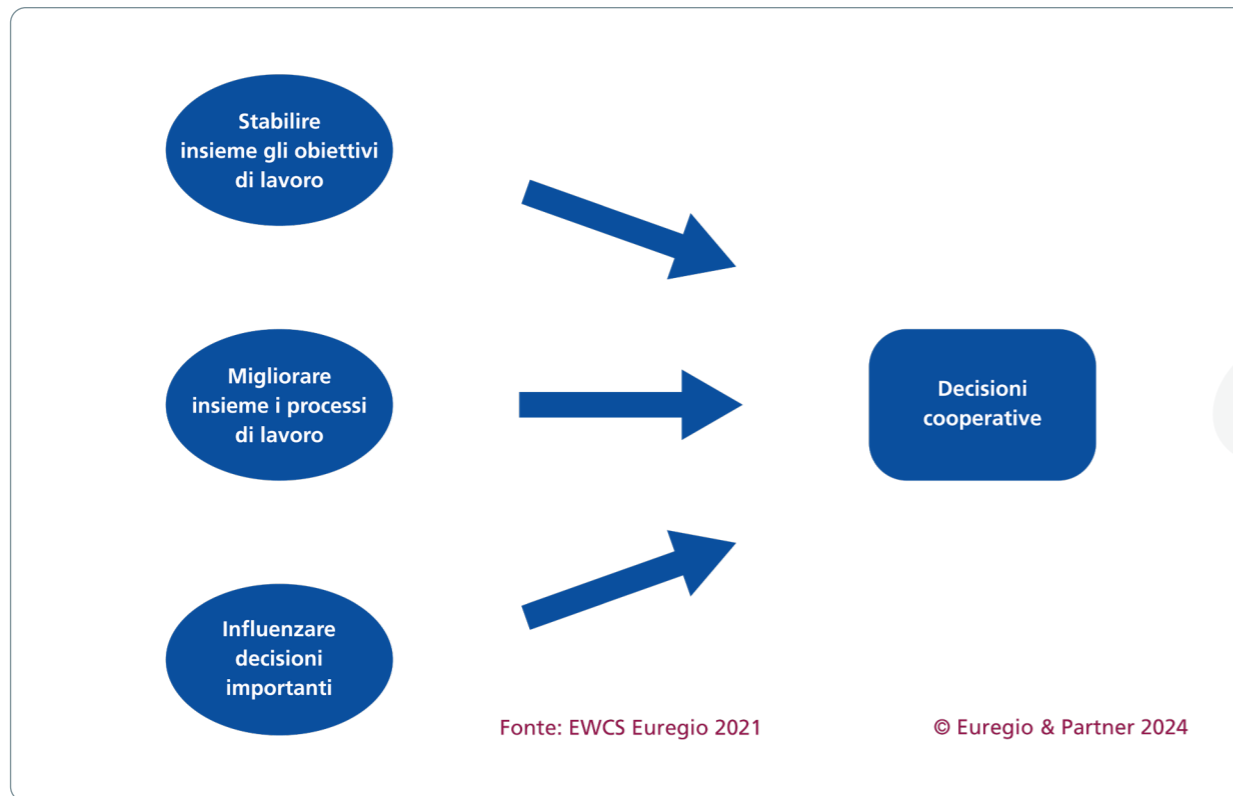 Stabilire
insieme gli obiettivi
di lavoro
Migliorare
insieme i processi
di lavoro
Decisioni
cooperative
Influenzare
decisioni
importanti
Fonte: EWCS Euregio 2021
© Euregio & Partner 2024